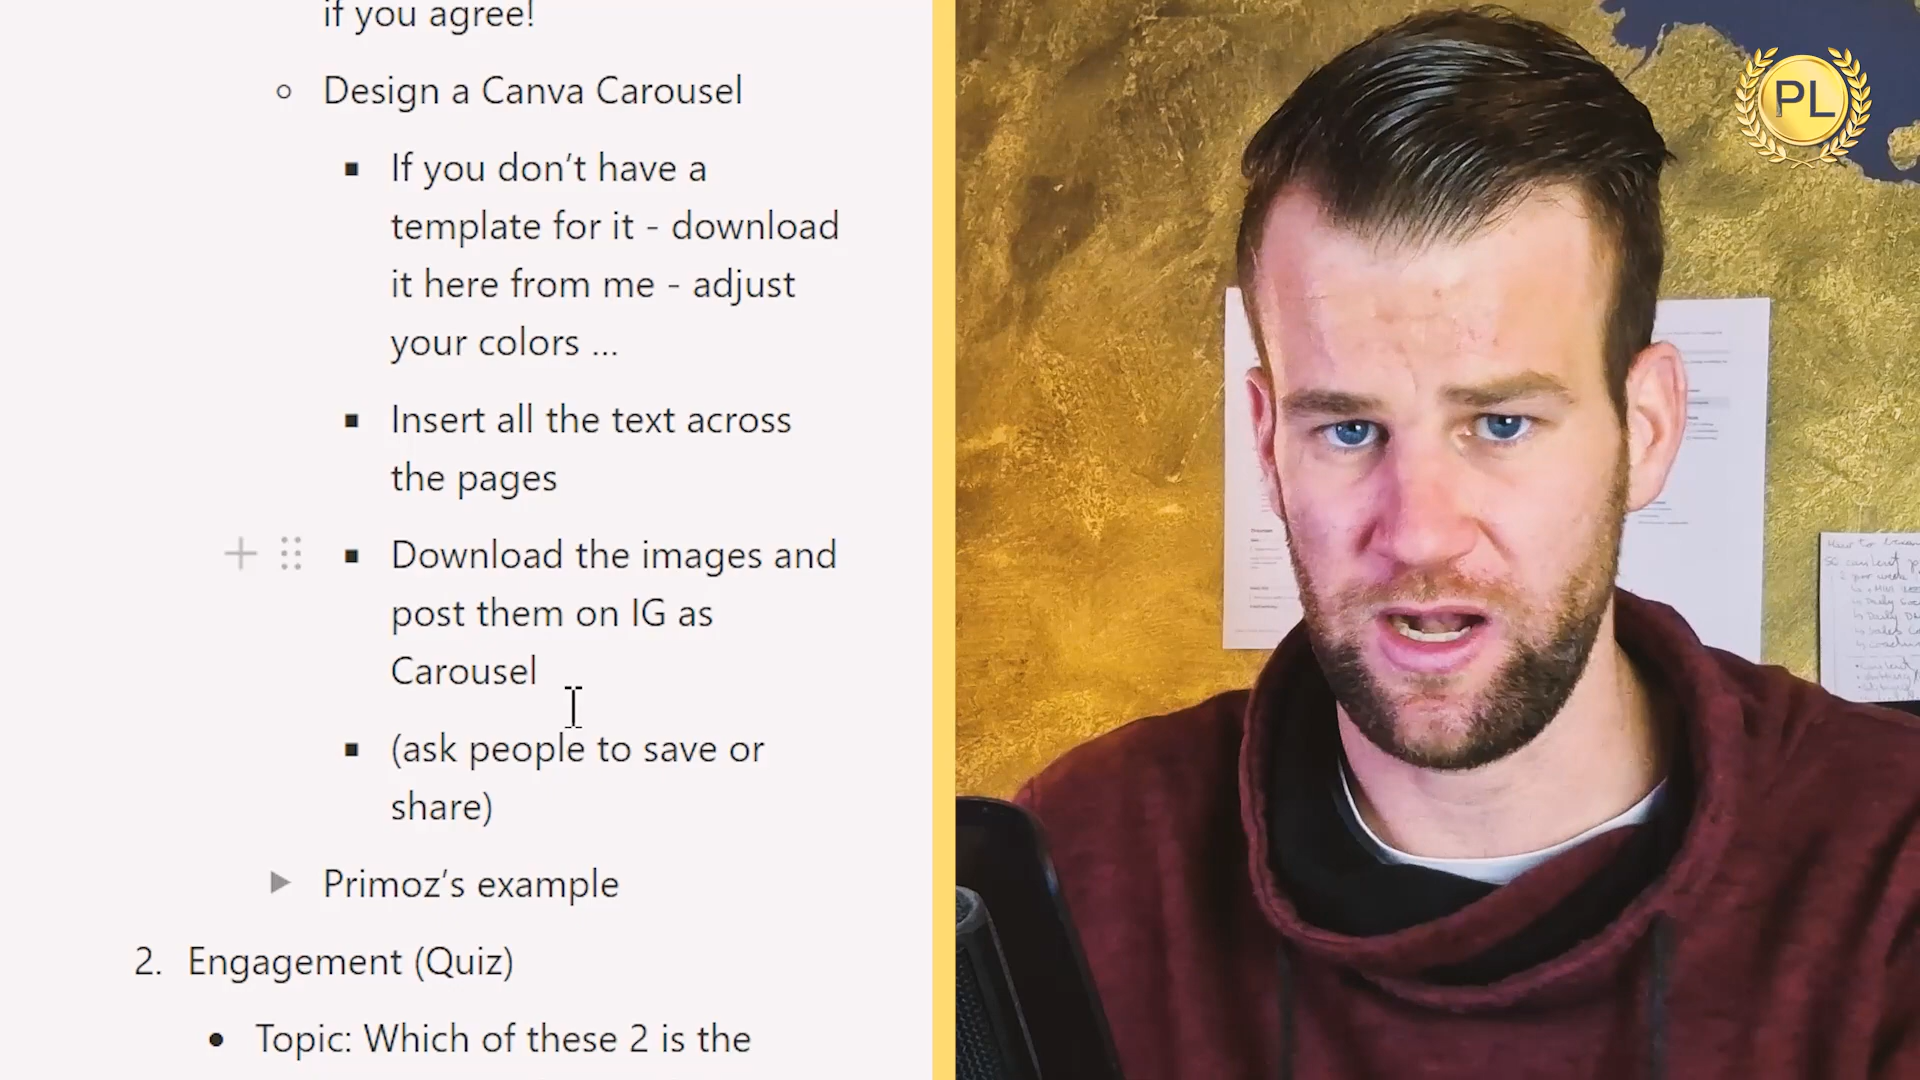 if you agree!
PL
Design a Canva Carousel
If you don't have a
template for it - download
it here from me - adjust
your colors ...
Insert all the text across
the pages
Download the images and
post them on IG as
Carousel
(ask people to save or
share)
Primoz's example
2. Engagement (Quiz)
Topic: Which of these 2 is the